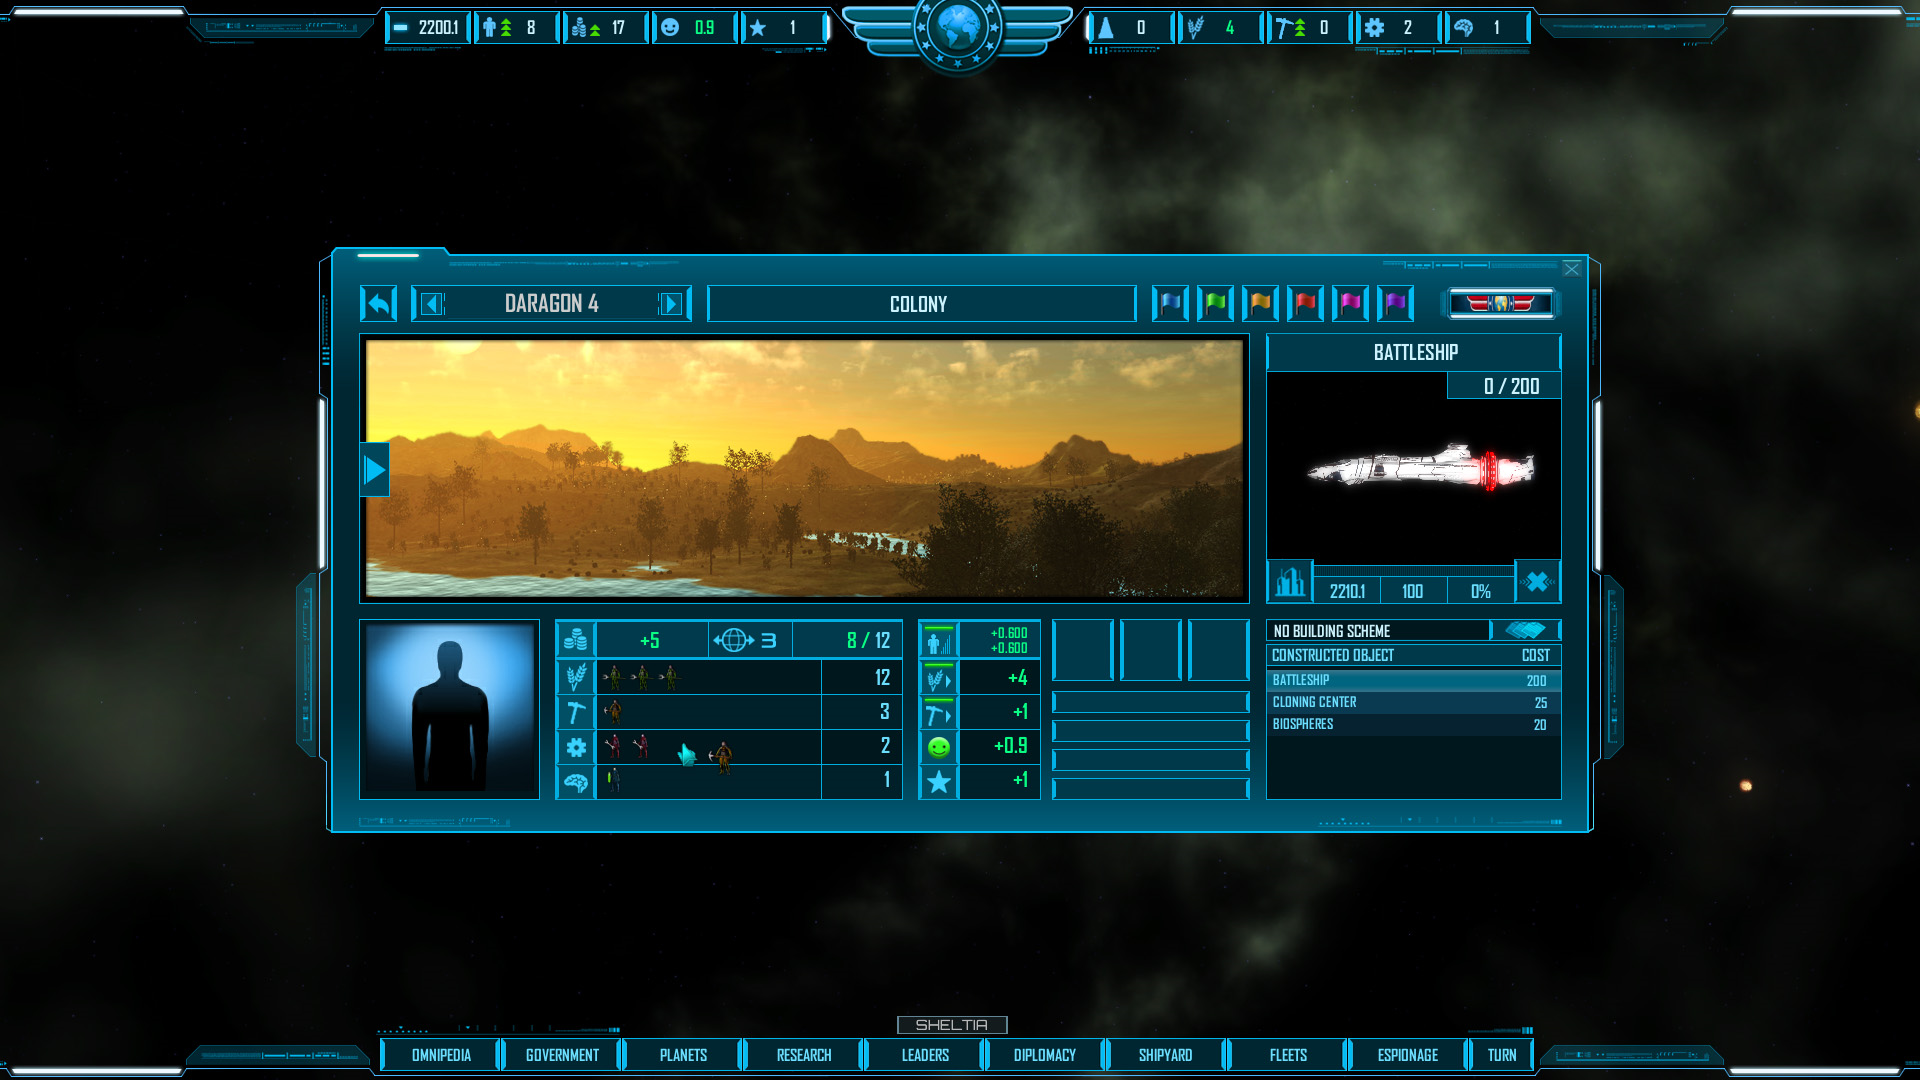 2200.1 8 17 0.9 1 0 4 0 2 1
DARAGON 4
COLONY
BATTLESHIP
0 / 200
2210.1 100 0%
+5 3 8 / 12
12
3
2
1
+0.600
+0.600
+4
+1
+0.9
+1
NO BUILDING SCHEME
CONSTRUCTED OBJECT COST
BATTLESHIP 200
CLONING CENTER 25
BIOSPHERES 20
SHELTIA
OMNIPEDIA GOVERNMENT PLANETS RESEARCH LEADERS DIPLOMACY SHIPYARD FLEETS ESPIONAGE TURN